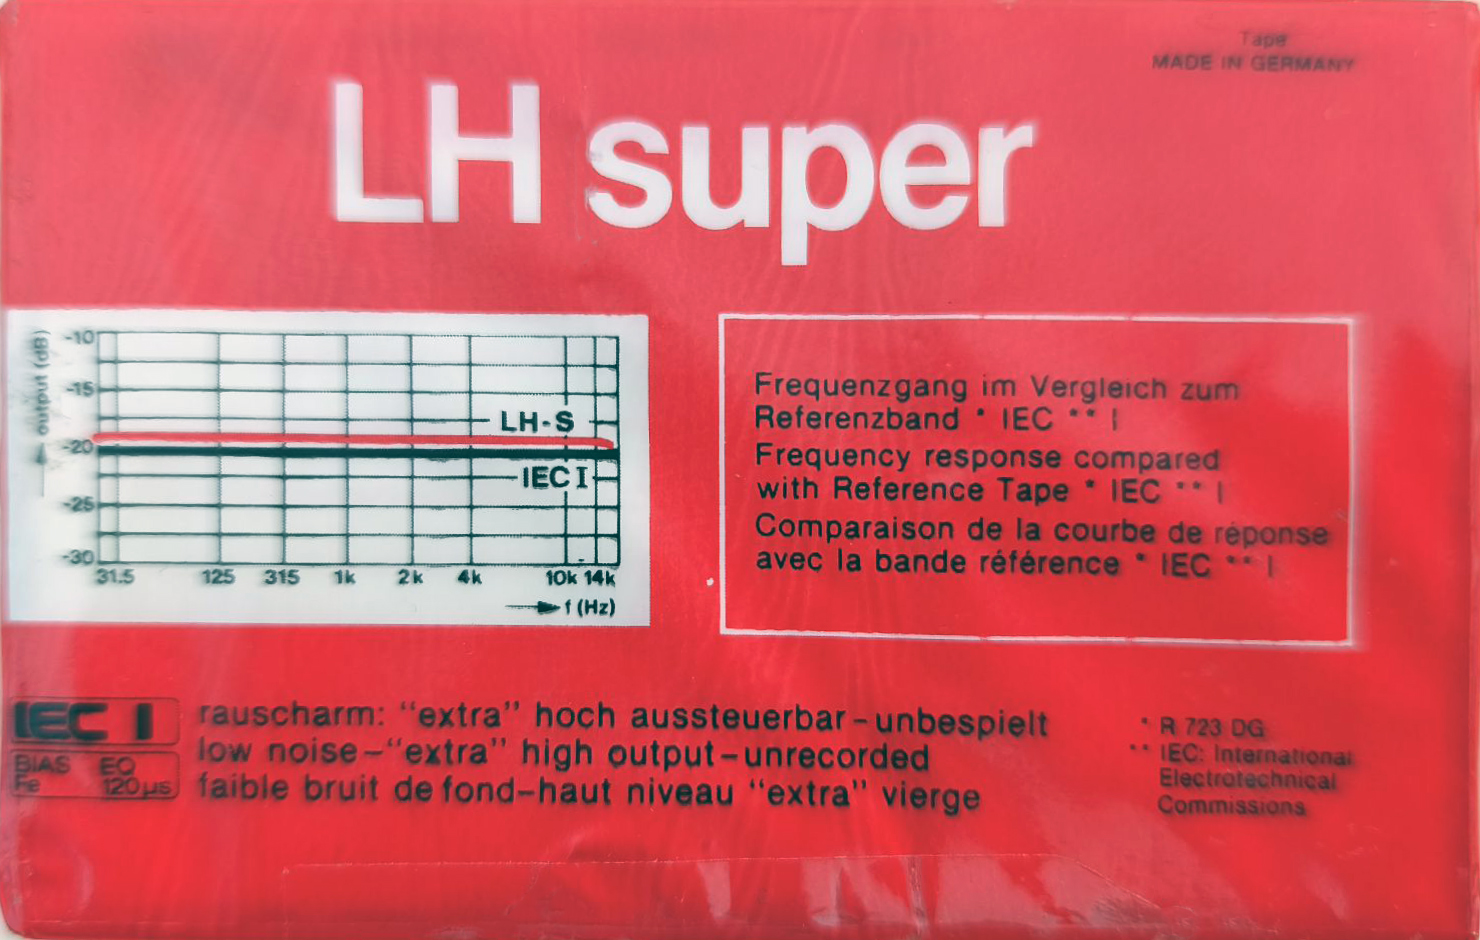 Tape
MADE IN GERMANY
LH super
output (dB)
-10
-15
-20
-25
-30
LH-S
IEC I
31.5 125 315 1k 2k 4k 10k 14k
f (Hz)
Frequenzgang im Vergleich zum
Referenzband * IEC ** I
Frequency response compared
with Reference Tape * IEC ** I
Comparaison de la courbe de réponse
avec la bande référence * IEC ** I
IEC I
BIAS EQ
Fe 120µs
rauscharm: "extra" hoch aussteuerbar – unbespielt
low noise – "extra" high output – unrecorded
faible bruit de fond – haut niveau "extra" vierge
* R 723 DG
** IEC: International
Electrotechnical
Commissions